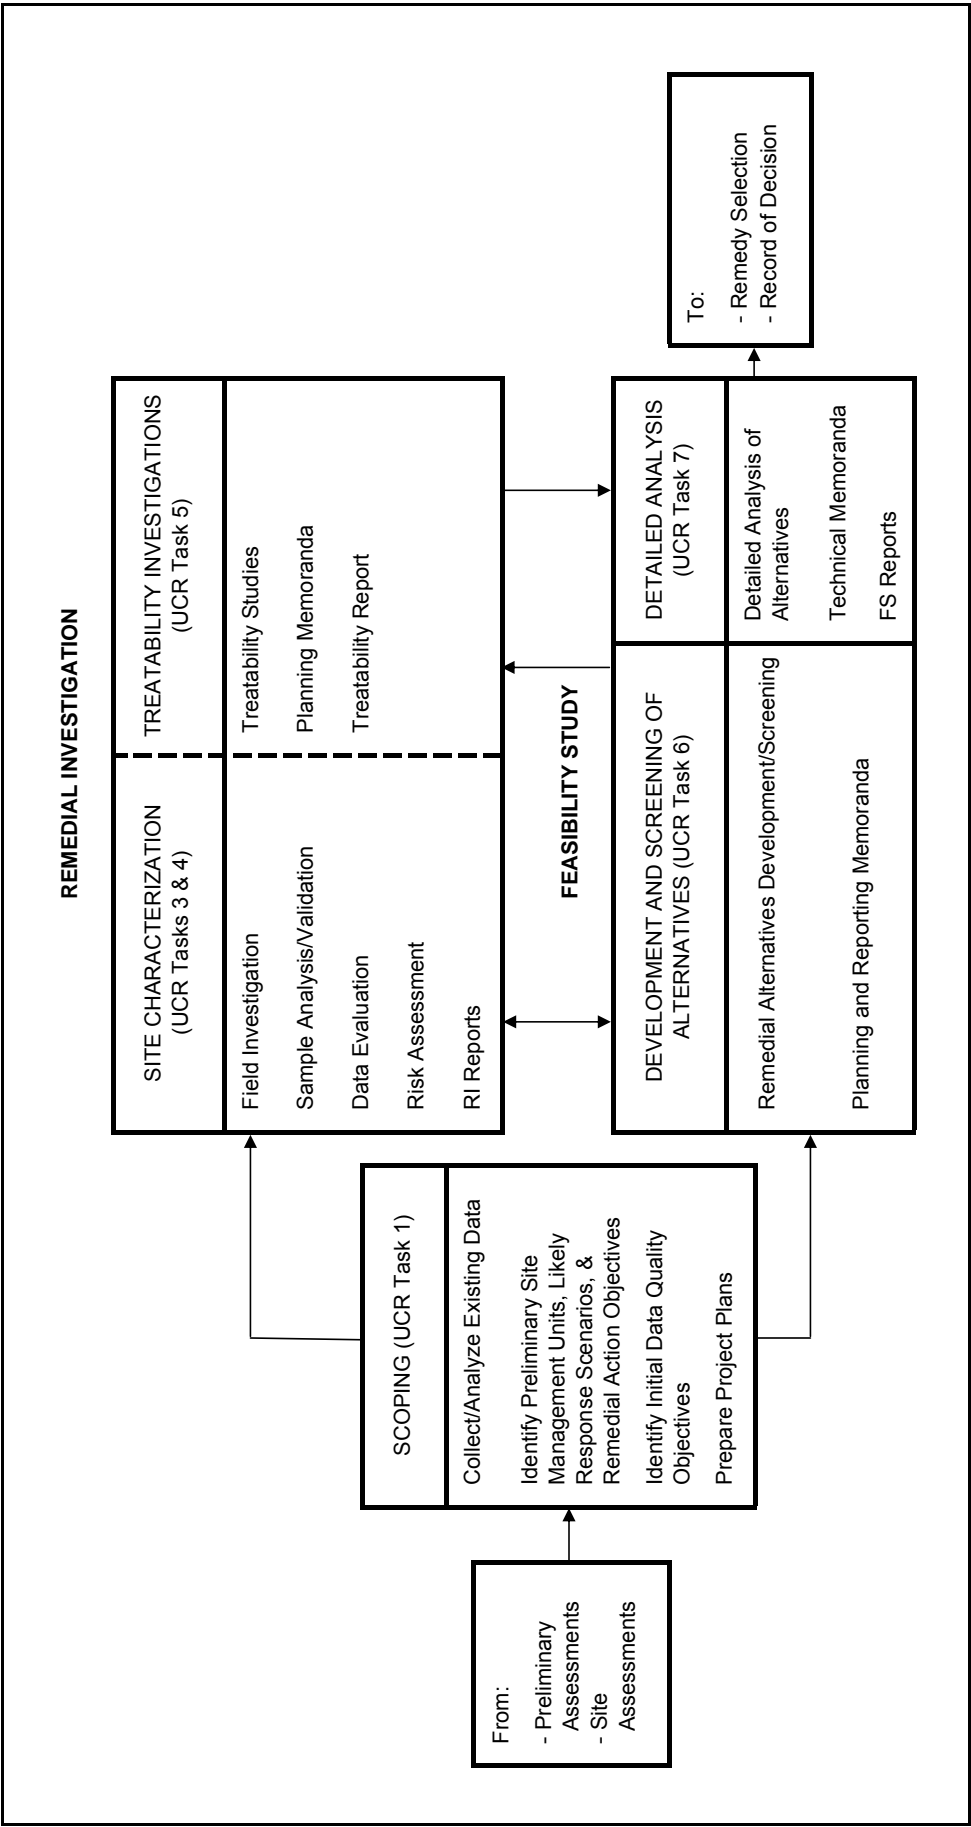 REMEDIAL INVESTIGATION
From:
- Preliminary
Assessments
- Site
Assessments
SCOPING (UCR Task 1)
Collect/Analyze Existing Data
Identify Preliminary Site
Management Units, Likely
Response Scenarios, &
Remedial Action Objectives
Identify Initial Data Quality
Objectives
Prepare Project Plans
SITE CHARACTERIZATION
(UCR Tasks 3 & 4)
Field Investigation
Sample Analysis/Validation
Data Evaluation
Risk Assessment
RI Reports
TREATABILITY INVESTIGATIONS
(UCR Task 5)
Treatability Studies
Planning Memoranda
Treatability Report
FEASIBILITY STUDY
DEVELOPMENT AND SCREENING OF
ALTERNATIVES (UCR Task 6)
Remedial Alternatives Development/Screening
Planning and Reporting Memoranda
DETAILED ANALYSIS
(UCR Task 7)
Detailed Analysis of
Alternatives
Technical Memoranda
FS Reports
To:
- Remedy Selection
- Record of Decision